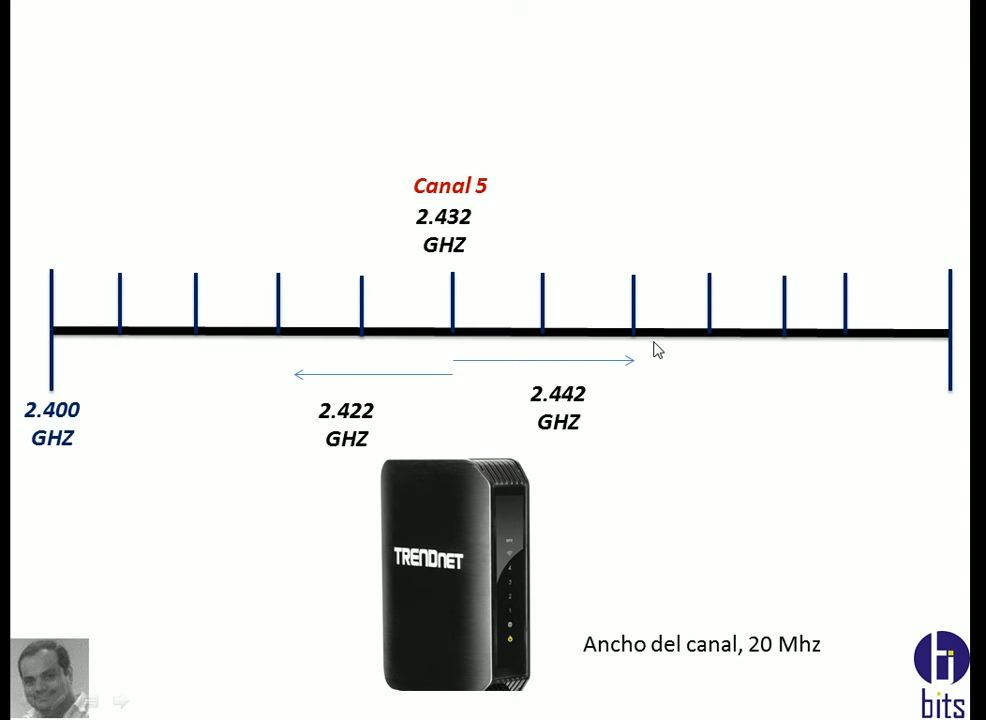 Canal 5
2.432
GHZ
2.400
GHZ
2.422
GHZ
2.442
GHZ
TRENDNET
Ancho del canal, 20 Mhz
bits